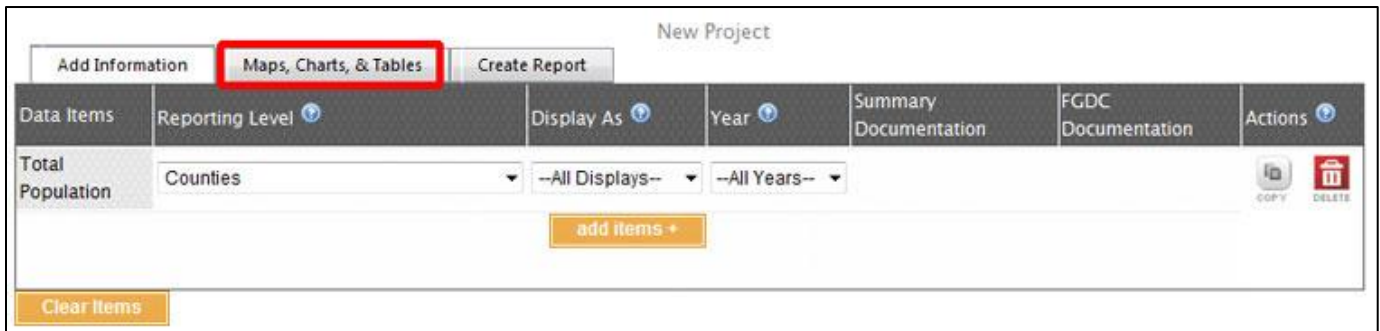 New Project
Add Information Maps, Charts, & Tables Create Report
Data Items Reporting Level ? Display As ? Year ? Summary Documentation FGDC Documentation Actions ?
Total Population Counties --All Displays-- --All Years-- COPY DELETE
add items +
Clear Items